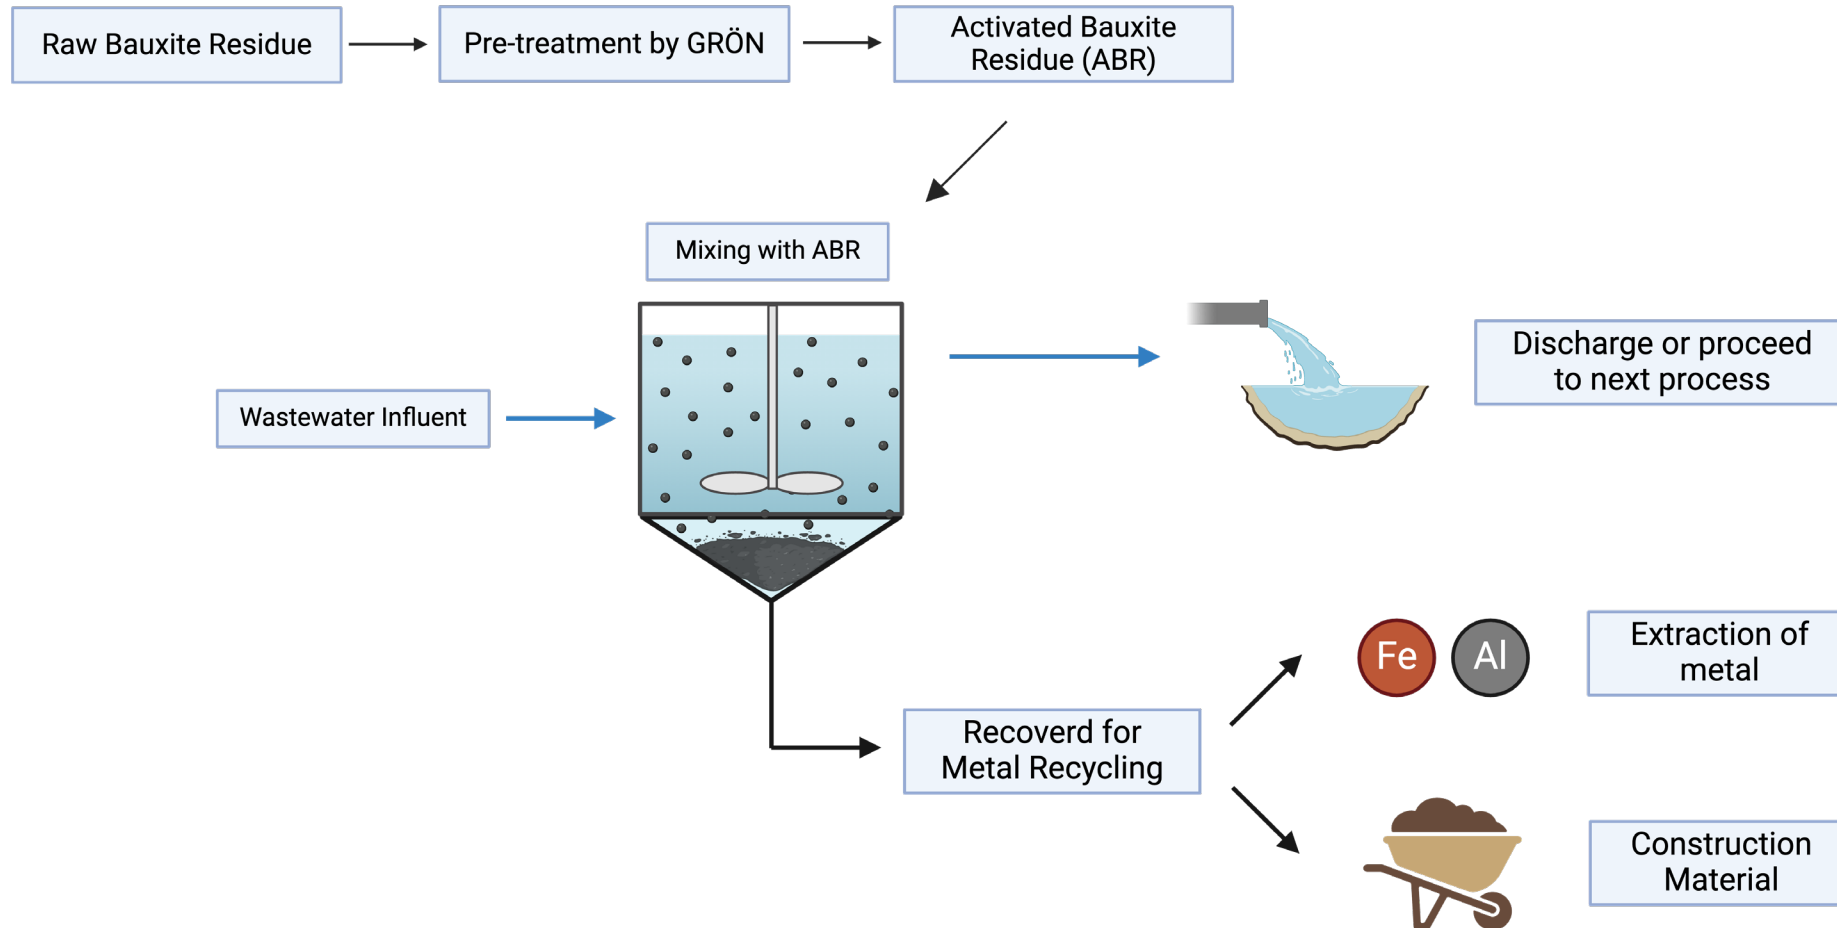 Raw Bauxite Residue
Pre-treatment by GRÖN
Activated Bauxite
Residue (ABR)
Mixing with ABR
Wastewater Influent
Discharge or proceed
to next process
Fe
Al
Extraction of
metal
Recoverd for
Metal Recycling
Construction
Material